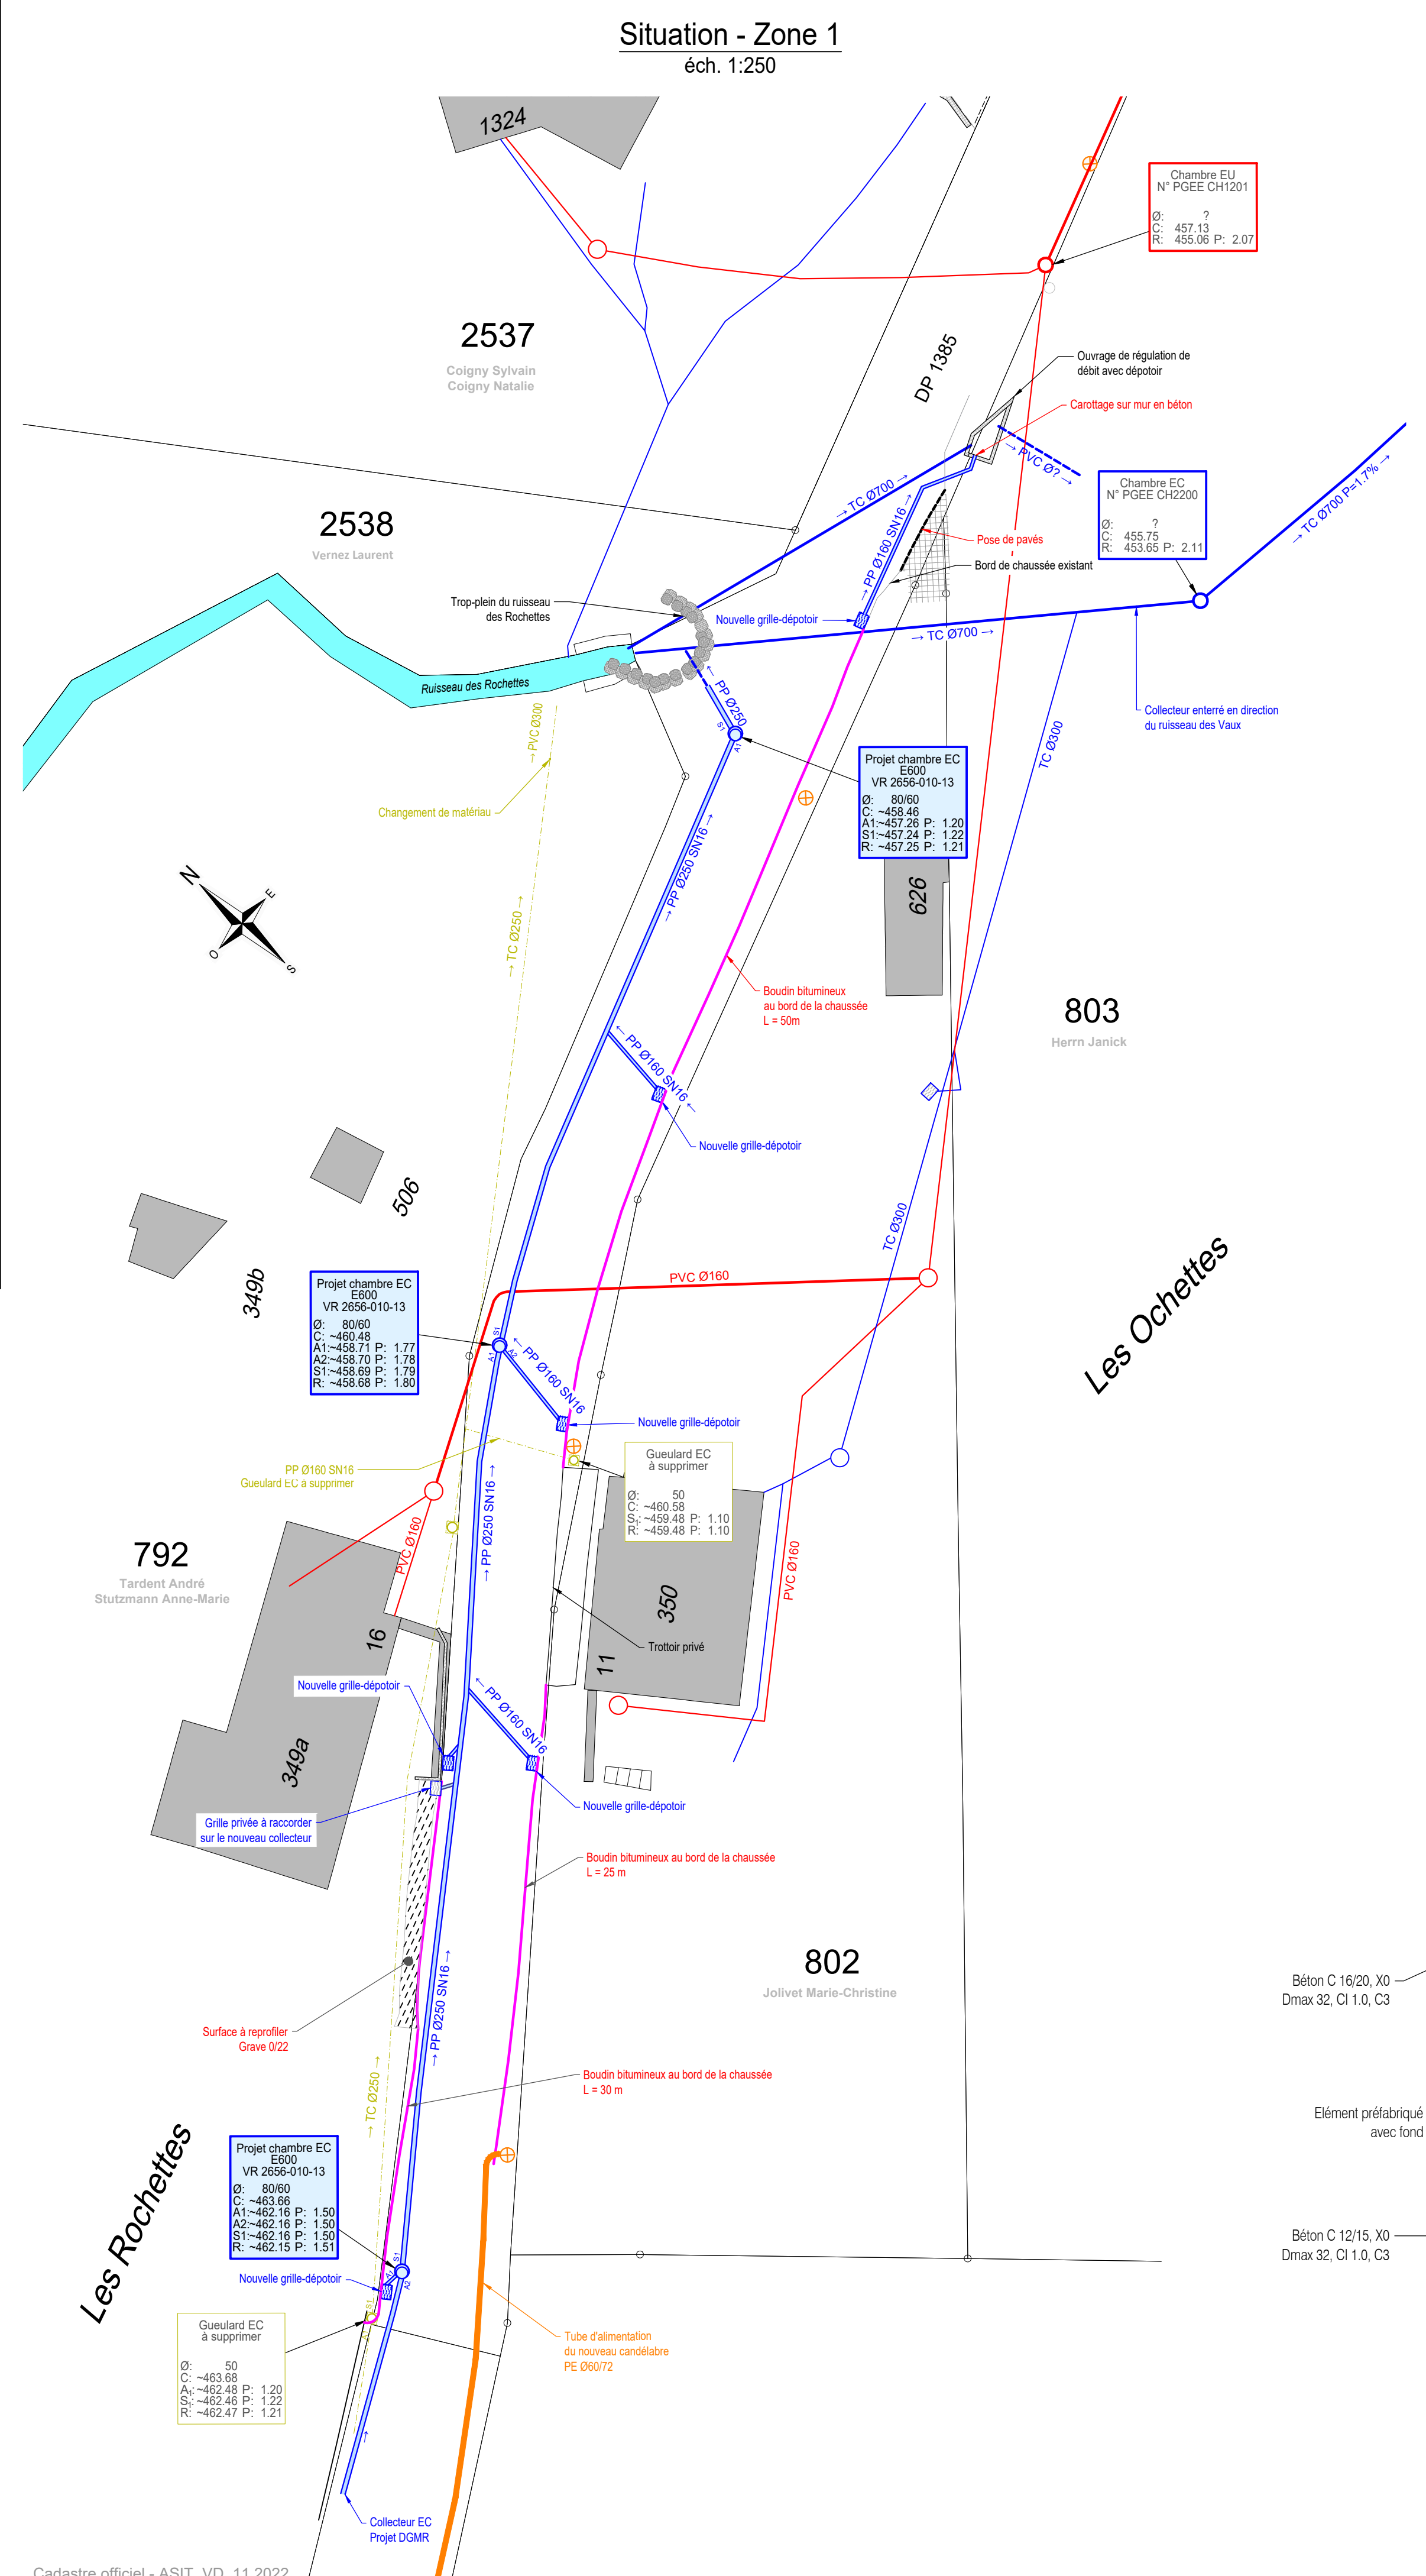 Situation - Zone 1
éch. 1:250
1324
Chambre EU
N° PGEE CH1201
Ø: ?
C: 457.13
R: 455.06 P: 2.07
2537
Coigny Sylvain
Coigny Natalie
DP 1385
Ouvrage de régulation de
débit avec dépotoir
Carottage sur mur en béton
→ PVC Ø? →
→ TC Ø700 →
Chambre EC
N° PGEE CH2200
Ø: ?
C: 455.75
R: 453.65 P: 2.11
→ TC Ø700 P=1.7% →
2538
Vernez Laurent
→ PP Ø160 SN16 →
Pose de pavés
Bord de chaussée existant
Trop-plein du ruisseau
des Rochettes
Nouvelle grille-dépotoir
→ TC Ø700 →
Ruisseau des Rochettes
← PP Ø250
S1
A1
→PVC Ø300
Collecteur enterré en direction
du ruisseau des Vaux
TC Ø300
Projet chambre EC
E600
VR 2656-010-13
Ø: 80/60
C: ~458.46
A1:~457.26 P: 1.20
S1:~457.24 P: 1.22
R: ~457.25 P: 1.21
Changement de matériau
→ PP Ø250 SN16 →
N
E
O
S
626
→ TC Ø250 →
Boudin bitumineux
au bord de la chaussée
L = 50m
803
Herrn Janick
← PP Ø160 SN16 ←
Nouvelle grille-dépotoir
506
349b
TC Ø300
Les Ochettes
PVC Ø160
Projet chambre EC
E600
VR 2656-010-13
Ø: 80/60
C: ~460.48
A1:~458.71 P: 1.77
A2:~458.70 P: 1.78
S1:~458.69 P: 1.79
R: ~458.68 P: 1.80
S1
A1
A2
← PP Ø160 SN16
Nouvelle grille-dépotoir
PP Ø160 SN16
Gueulard EC à supprimer
Gueulard EC
à supprimer
Ø: 50
C: ~460.58
S1:~459.48 P: 1.10
R: ~459.48 P: 1.10
→ PP Ø250 SN16 →
PVC Ø160
792
Tardent André
Stutzmann Anne-Marie
PVC Ø160
350
16
Trottoir privé
11
Nouvelle grille-dépotoir
← PP Ø160 SN16
349a
Nouvelle grille-dépotoir
Grille privée à raccorder
sur le nouveau collecteur
Boudin bitumineux au bord de la chaussée
L = 25 m
802
Jolivet Marie-Christine
Béton C 16/20, X0
Dmax 32, Cl 1.0, C3
→ PP Ø250 SN16 →
Surface à reprofiler
Grave 0/22
→ TC Ø250 →
Boudin bitumineux au bord de la chaussée
L = 30 m
Elément préfabriqué
avec fond
Les Rochettes
Projet chambre EC
E600
VR 2656-010-13
Ø: 80/60
C: ~463.66
A1:~462.16 P: 1.50
A2:~462.16 P: 1.50
S1:~462.16 P: 1.50
R: ~462.15 P: 1.51
Béton C 12/15, X0
Dmax 32, Cl 1.0, C3
S1
A1
A2
Nouvelle grille-dépotoir
S1
A1
Gueulard EC
à supprimer
Ø: 50
C: ~463.68
A1:~462.48 P: 1.20
S1:~462.46 P: 1.22
R: ~462.47 P: 1.21
Tube d'alimentation
du nouveau candélabre
PE Ø60/72
→
Collecteur EC
Projet DGMR
Cadastre officiel - ASIT VD 11.2022